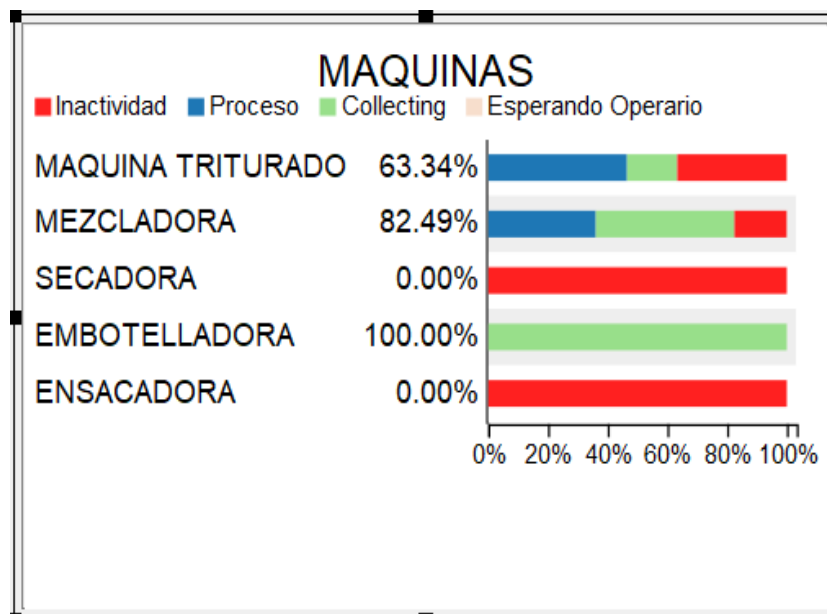 MAQUINAS
Inactividad Proceso Collecting Esperando Operario
MAQUINA TRITURADO 63.34%
MEZCLADORA 82.49%
SECADORA 0.00%
EMBOTELLADORA 100.00%
ENSACADORA 0.00%
0% 20% 40% 60% 80% 100%